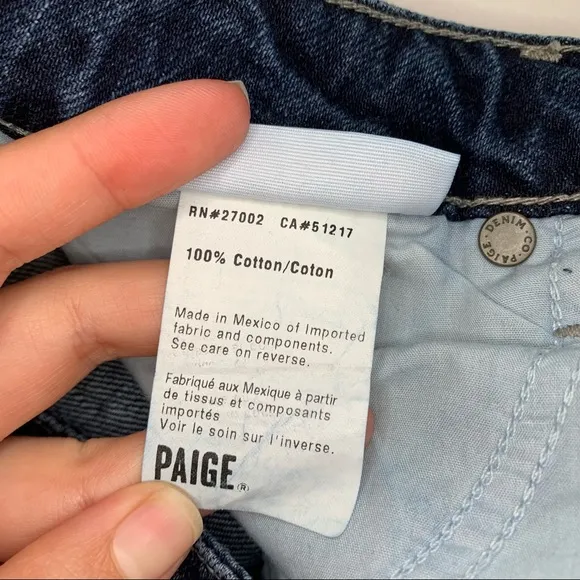 RN#27002 CA#51217
100% Cotton/Coton
Made in Mexico of Imported
fabric and components.
See care on reverse.
Fabriqué aux Mexique à partir
de tissus et composants
importés
Voir le soin sur l'inverse.
PAIGE®
PAIGE·DENIM·CO·